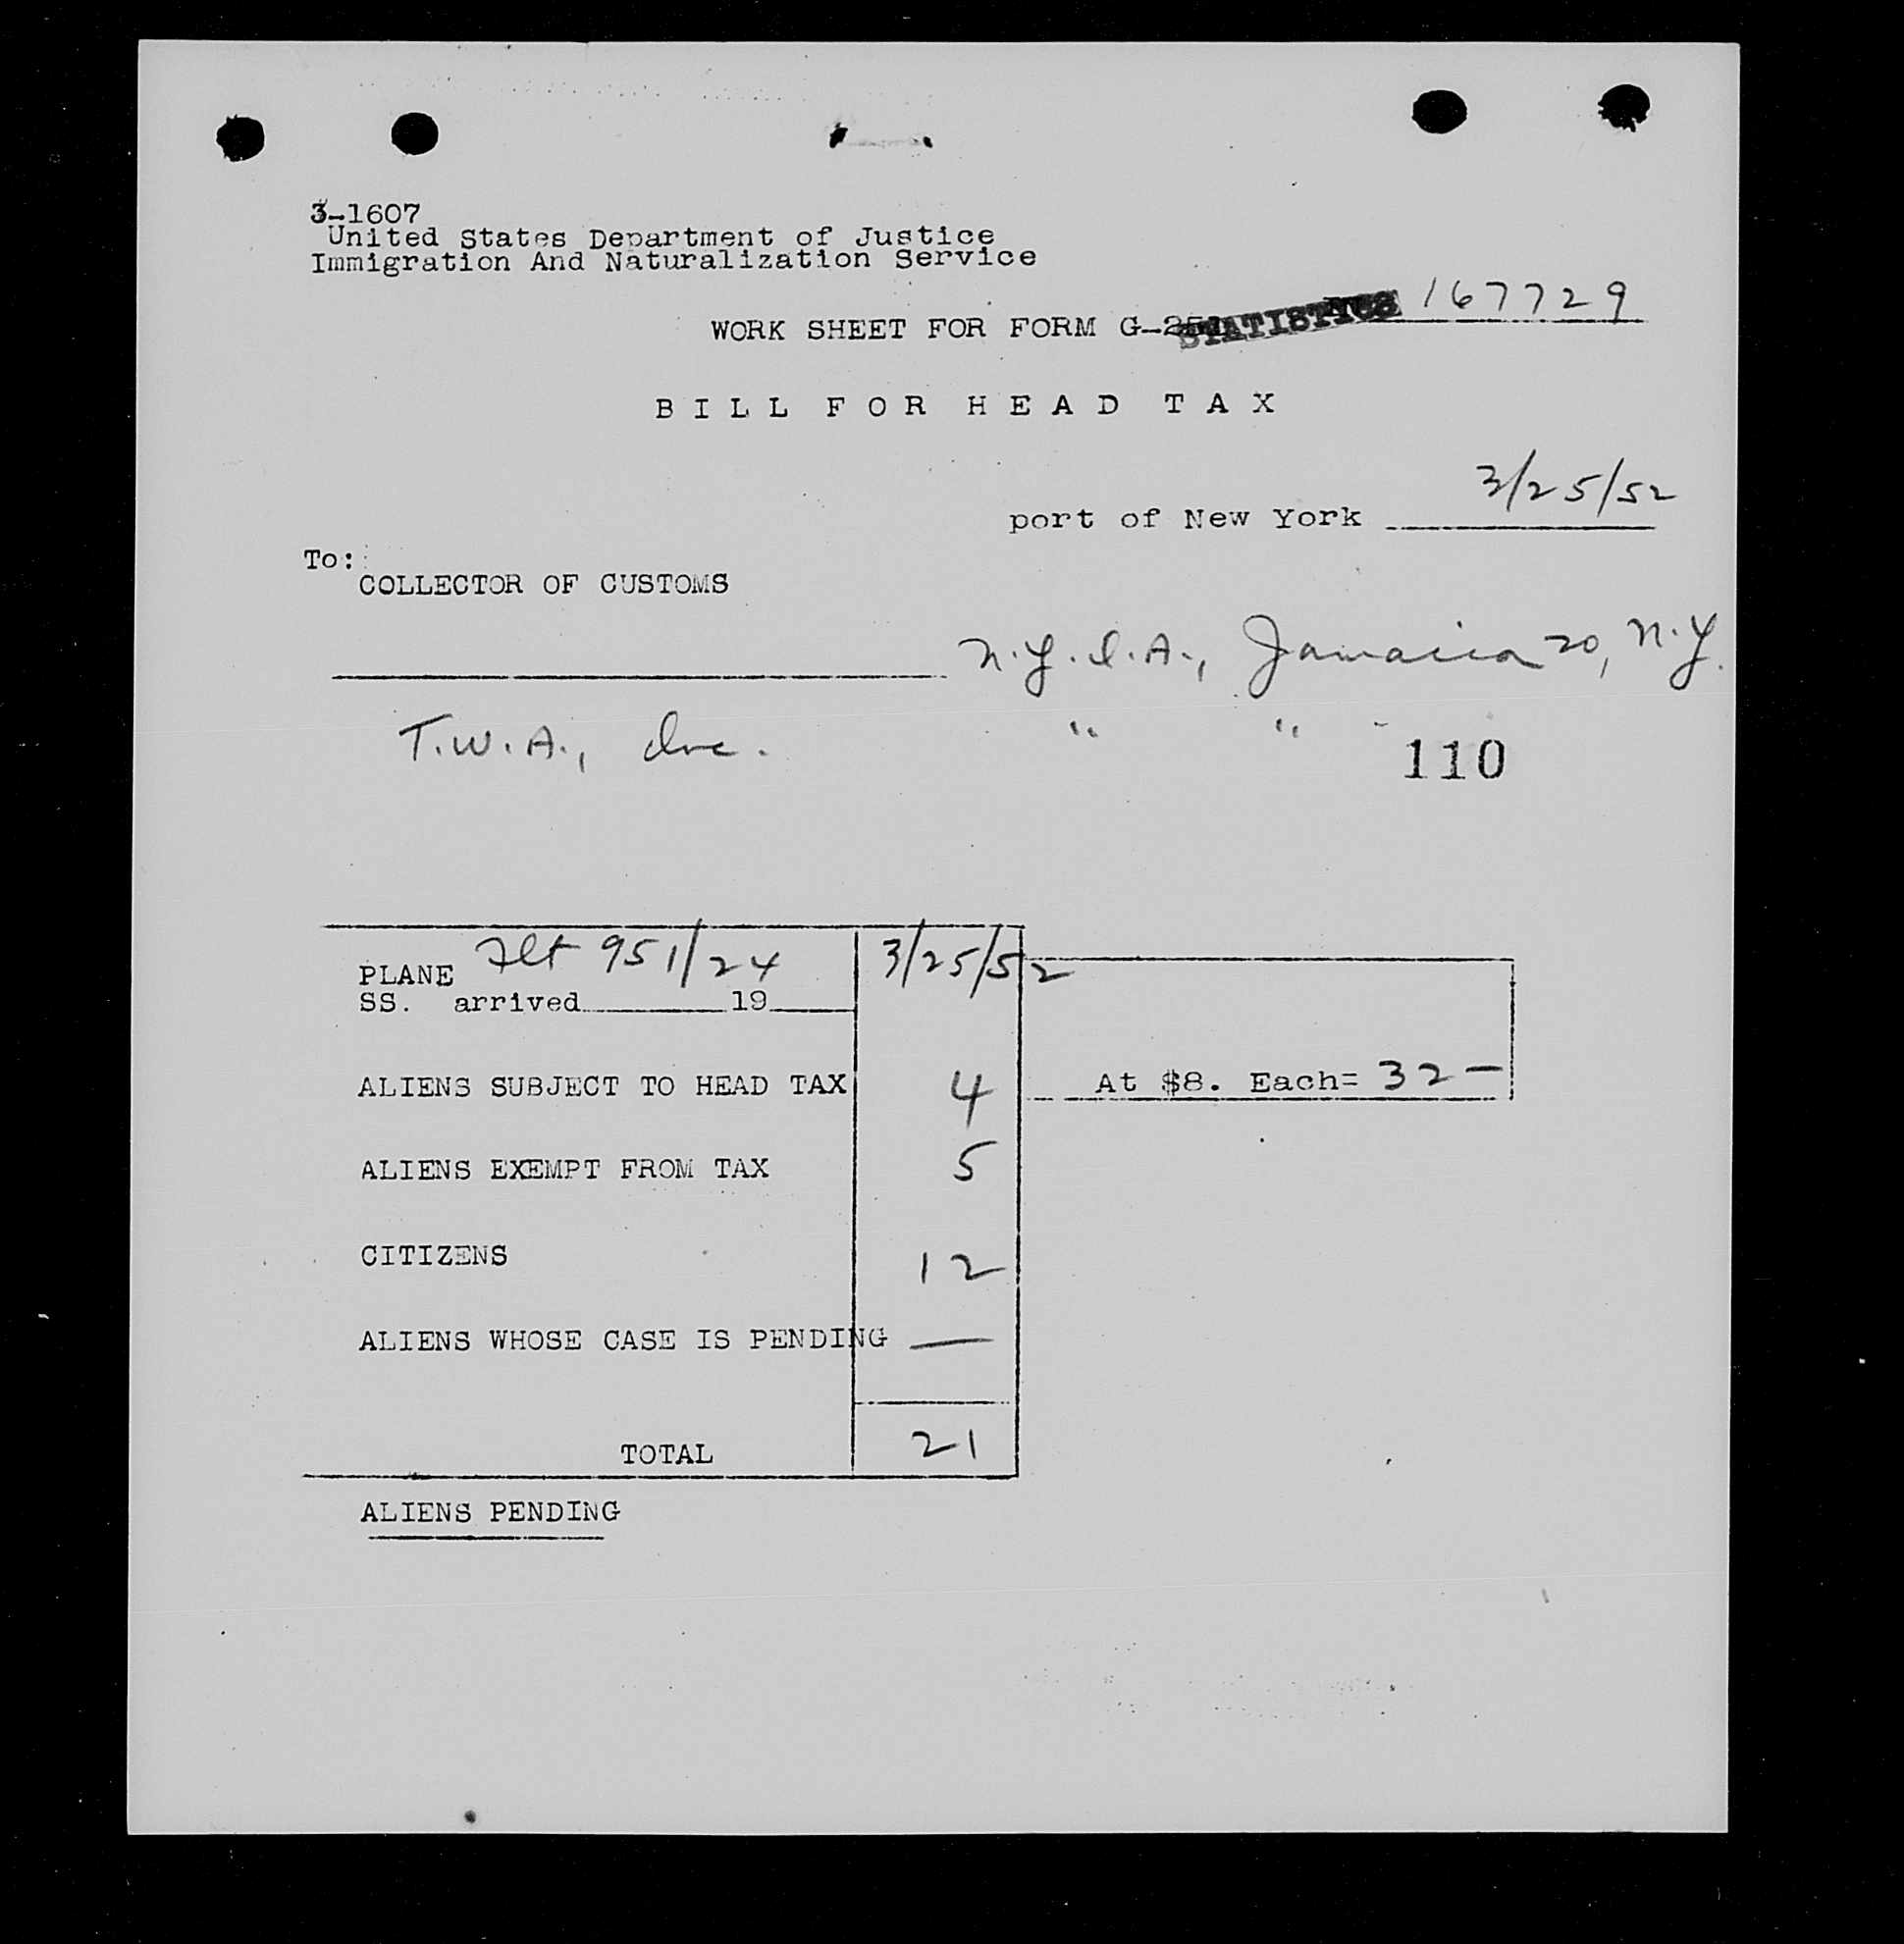 3-1607
United States Department of Justice
Immigration And Naturalization Service
WORK SHEET FOR FORM G- STATISTICS 167729
BILL FOR HEAD TAX
port of New York 3/25/52
To:
COLLECTOR OF CUSTOMS
N.Y.I.A., Jamaica 20, N.Y.
T.W.A., Inc. " "
110
PLANE Flt 951/24 3/25/52
SS. arrived 19
ALIENS SUBJECT TO HEAD TAX 4 At $8. Each= 32 —
ALIENS EXEMPT FROM TAX 5
CITIZENS 12
ALIENS WHOSE CASE IS PENDING —
TOTAL 21
ALIENS PENDING